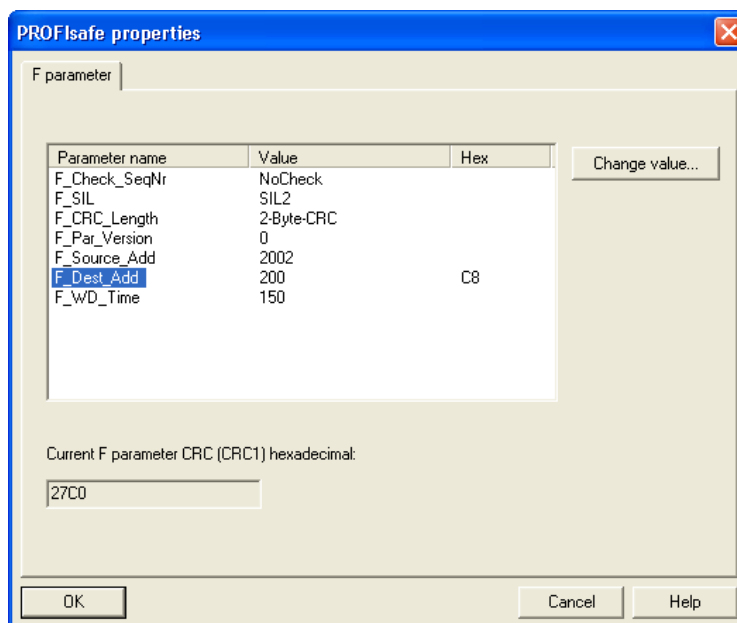 PROFIsafe properties
F parameter
Parameter name Value Hex
Change value...
F_Check_SeqNr NoCheck
F_SIL SIL2
F_CRC_Length 2-Byte-CRC
F_Par_Version 0
F_Source_Add 2002
F_Dest_Add 200 C8
F_WD_Time 150
Current F parameter CRC (CRC1) hexadecimal:
27C0
OK Cancel Help